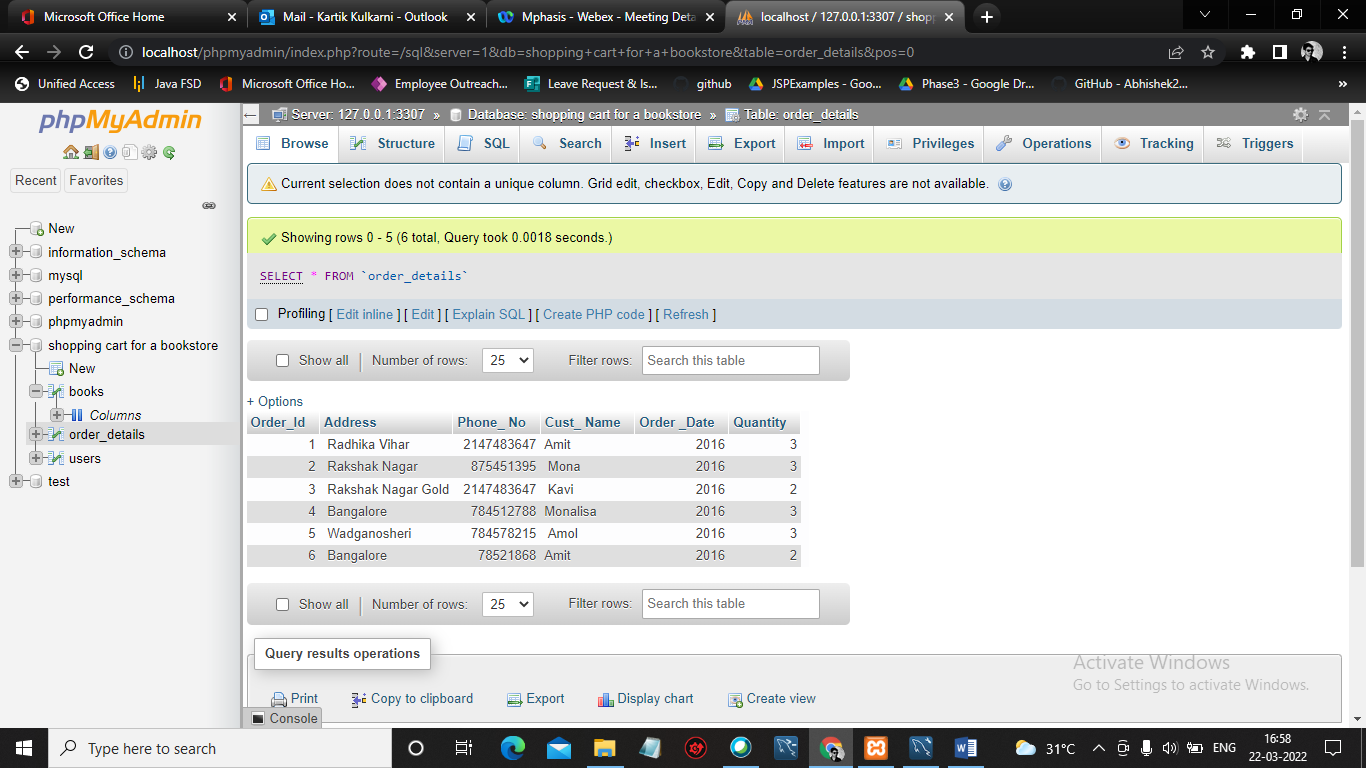 Microsoft Office Home
Mail - Kartik Kulkarni - Outlook
Mphasis - Webex - Meeting Deta
localhost / 127.0.0.1:3307 / shopp
localhost/phpmyadmin/index.php?route=/sql&server=1&db=shopping+cart+for+a+bookstore&table=order_details&pos=0
Unified Access Java FSD Microsoft Office Ho... Employee Outreach... Leave Request & Is... github JSPExamples - Goo... Phase3 - Google Dr... GitHub - Abhishek2... »
phpMyAdmin
Recent Favorites
New
information_schema
mysql
performance_schema
phpmyadmin
shopping cart for a bookstore
New
books
Columns
order_details
users
test
Server: 127.0.0.1:3307 » Database: shopping cart for a bookstore » Table: order_details
Browse Structure SQL Search Insert Export Import Privileges Operations Tracking Triggers
Current selection does not contain a unique column. Grid edit, checkbox, Edit, Copy and Delete features are not available.
Showing rows 0 - 5 (6 total, Query took 0.0018 seconds.)
SELECT * FROM `order_details`
Profiling [ Edit inline ] [ Edit ] [ Explain SQL ] [ Create PHP code ] [ Refresh ]
Show all Number of rows: 25 Filter rows: Search this table
+ Options
Order_Id Address Phone_ No Cust_ Name Order _Date Quantity
1 Radhika Vihar 2147483647 Amit 2016 3
2 Rakshak Nagar 875451395 Mona 2016 3
3 Rakshak Nagar Gold 2147483647 Kavi 2016 2
4 Bangalore 784512788 Monalisa 2016 3
5 Wadganosheri 784578215 Amol 2016 3
6 Bangalore 78521868 Amit 2016 2
Show all Number of rows: 25 Filter rows: Search this table
Query results operations
Print Copy to clipboard Export Display chart Create view
Console
Activate Windows
Go to Settings to activate Windows.
Type here to search
31°C
ENG
16:58
22-03-2022